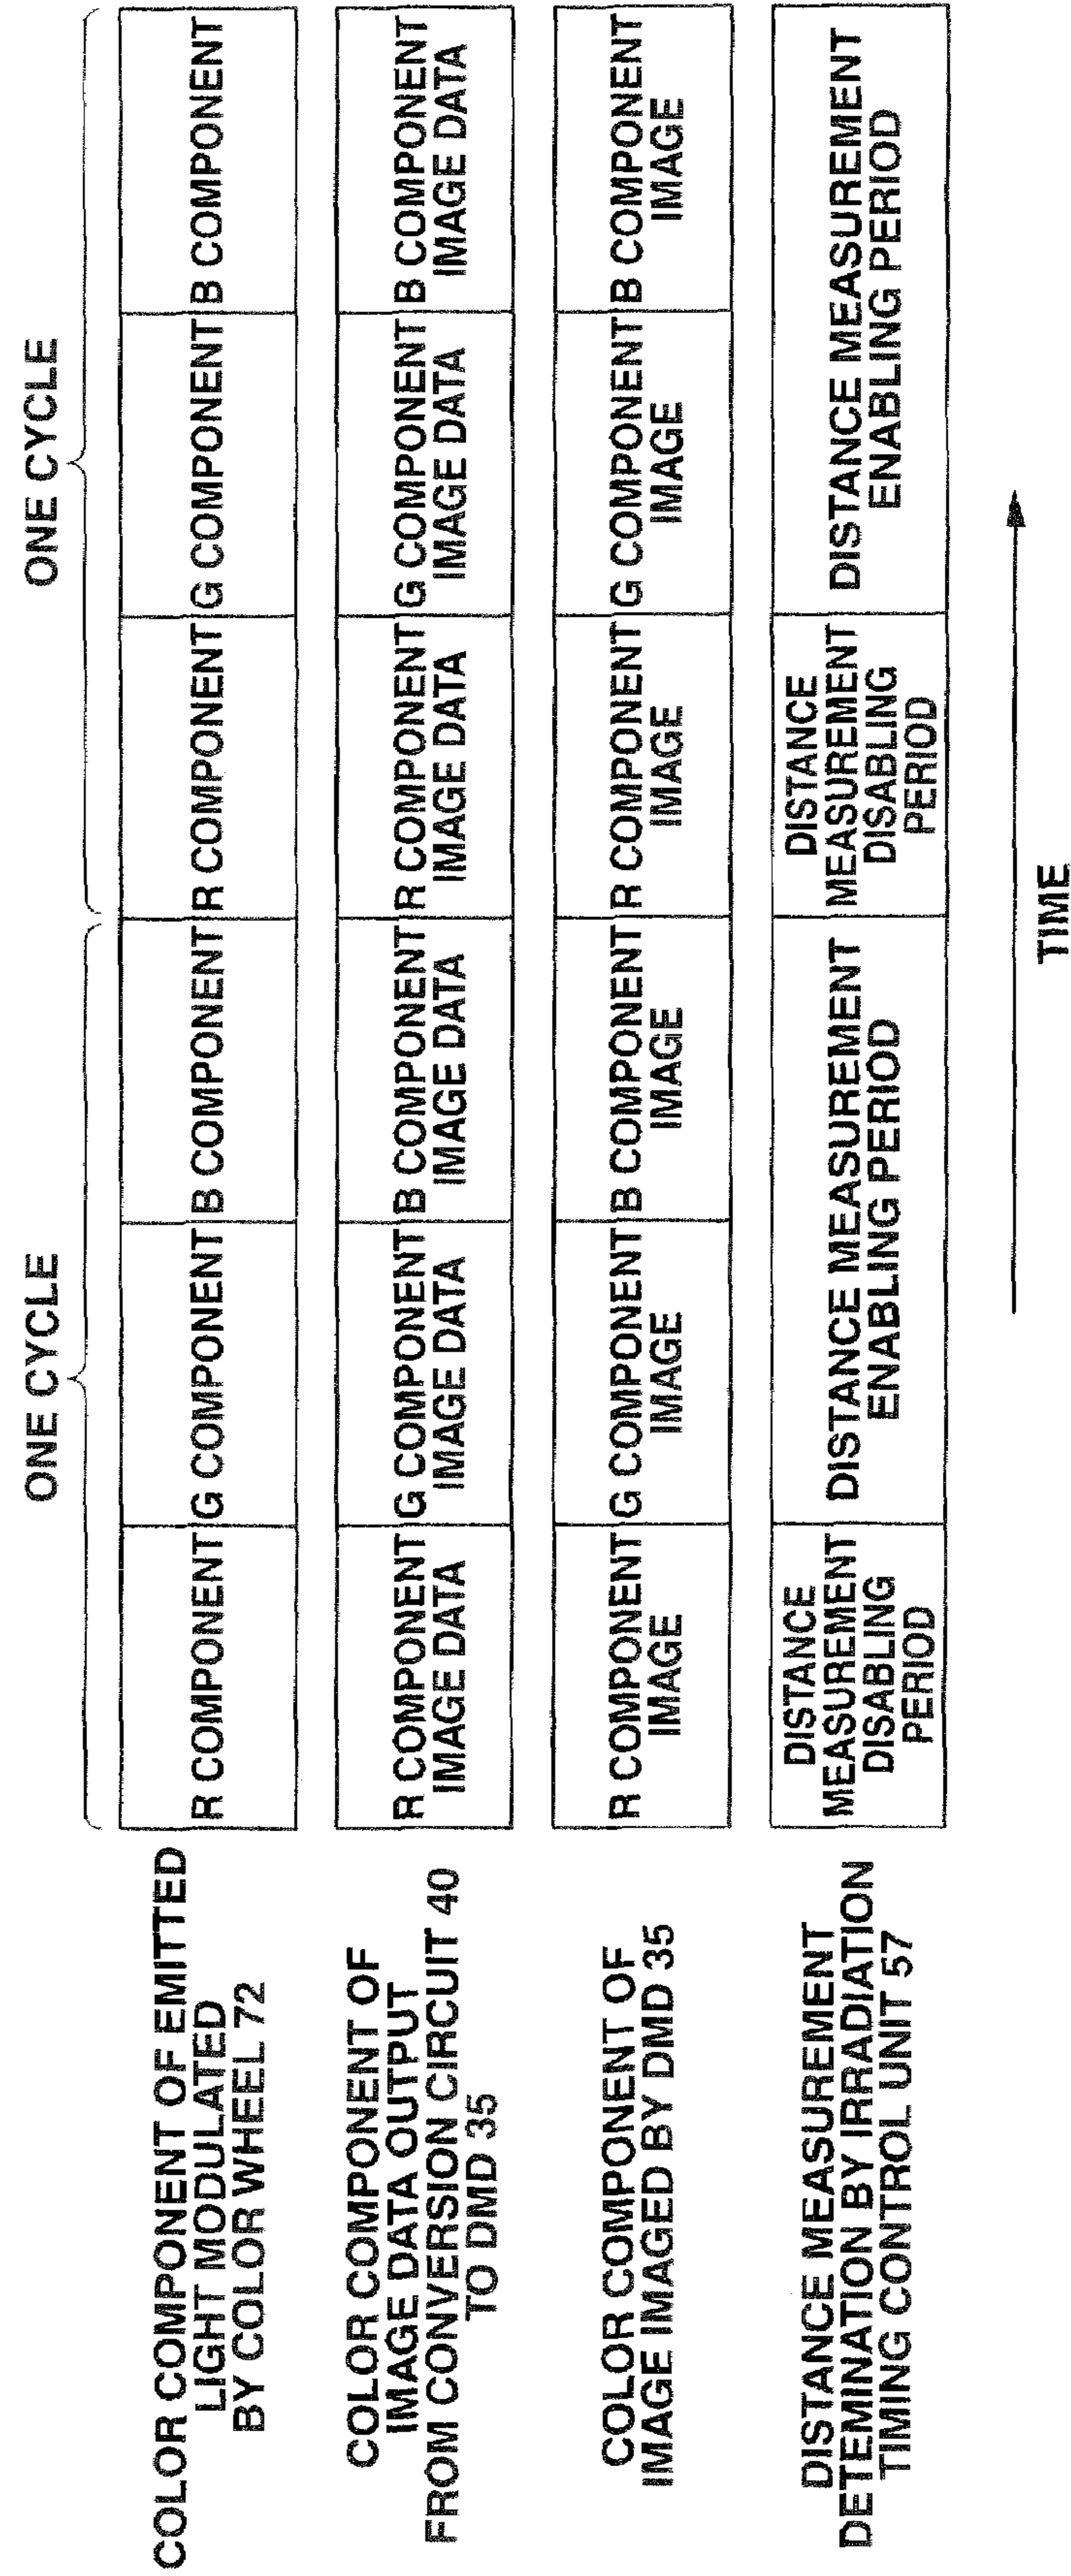 ONE CYCLE
ONE CYCLE
COLOR COMPONENT OF EMITTED
LIGHT MODULATED
BY COLOR WHEEL 72
R COMPONENT
G COMPONENT
B COMPONENT
R COMPONENT
G COMPONENT
B COMPONENT
COLOR COMPONENT OF
IMAGE DATA OUTPUT
FROM CONVERSION CIRCUIT 40
TO DMD 35
R COMPONENT
IMAGE DATA
G COMPONENT
IMAGE DATA
B COMPONENT
IMAGE DATA
R COMPONENT
IMAGE DATA
G COMPONENT
IMAGE DATA
B COMPONENT
IMAGE DATA
COLOR COMPONENT OF
IMAGE IMAGED BY DMD 35
R COMPONENT
IMAGE
G COMPONENT
IMAGE
B COMPONENT
IMAGE
R COMPONENT
IMAGE
G COMPONENT
IMAGE
B COMPONENT
IMAGE
DISTANCE MEASUREMENT
DETEMINATION BY IRRADIATION
TIMING CONTROL UNIT 57
DISTANCE
MEASUREMENT
DISABLING
PERIOD
DISTANCE MEASUREMENT
ENABLING PERIOD
DISTANCE
MEASUREMENT
DISABLING
PERIOD
DISTANCE MEASUREMENT
ENABLING PERIOD
TIME